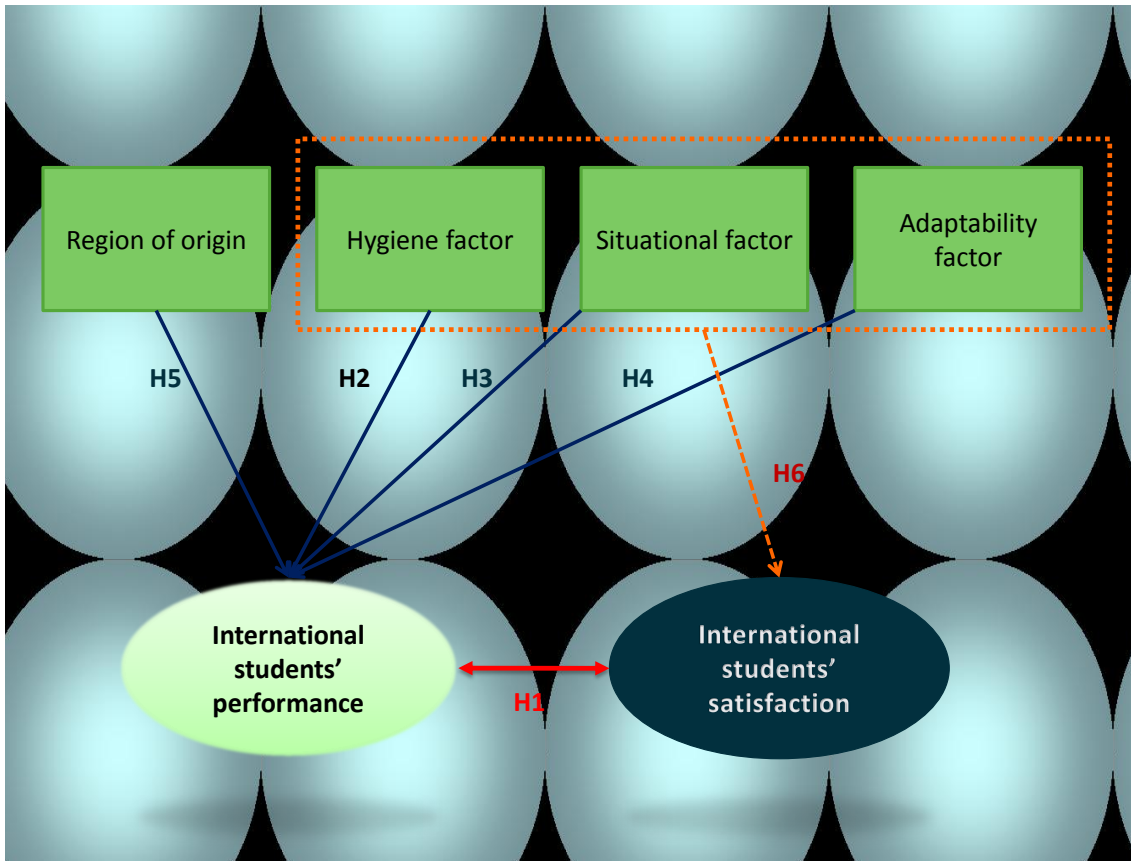 Region of origin
Hygiene factor
Situational factor
Adaptability
factor
H5
H2
H3
H4
H6
International
students’
performance
H1
International
students’
satisfaction